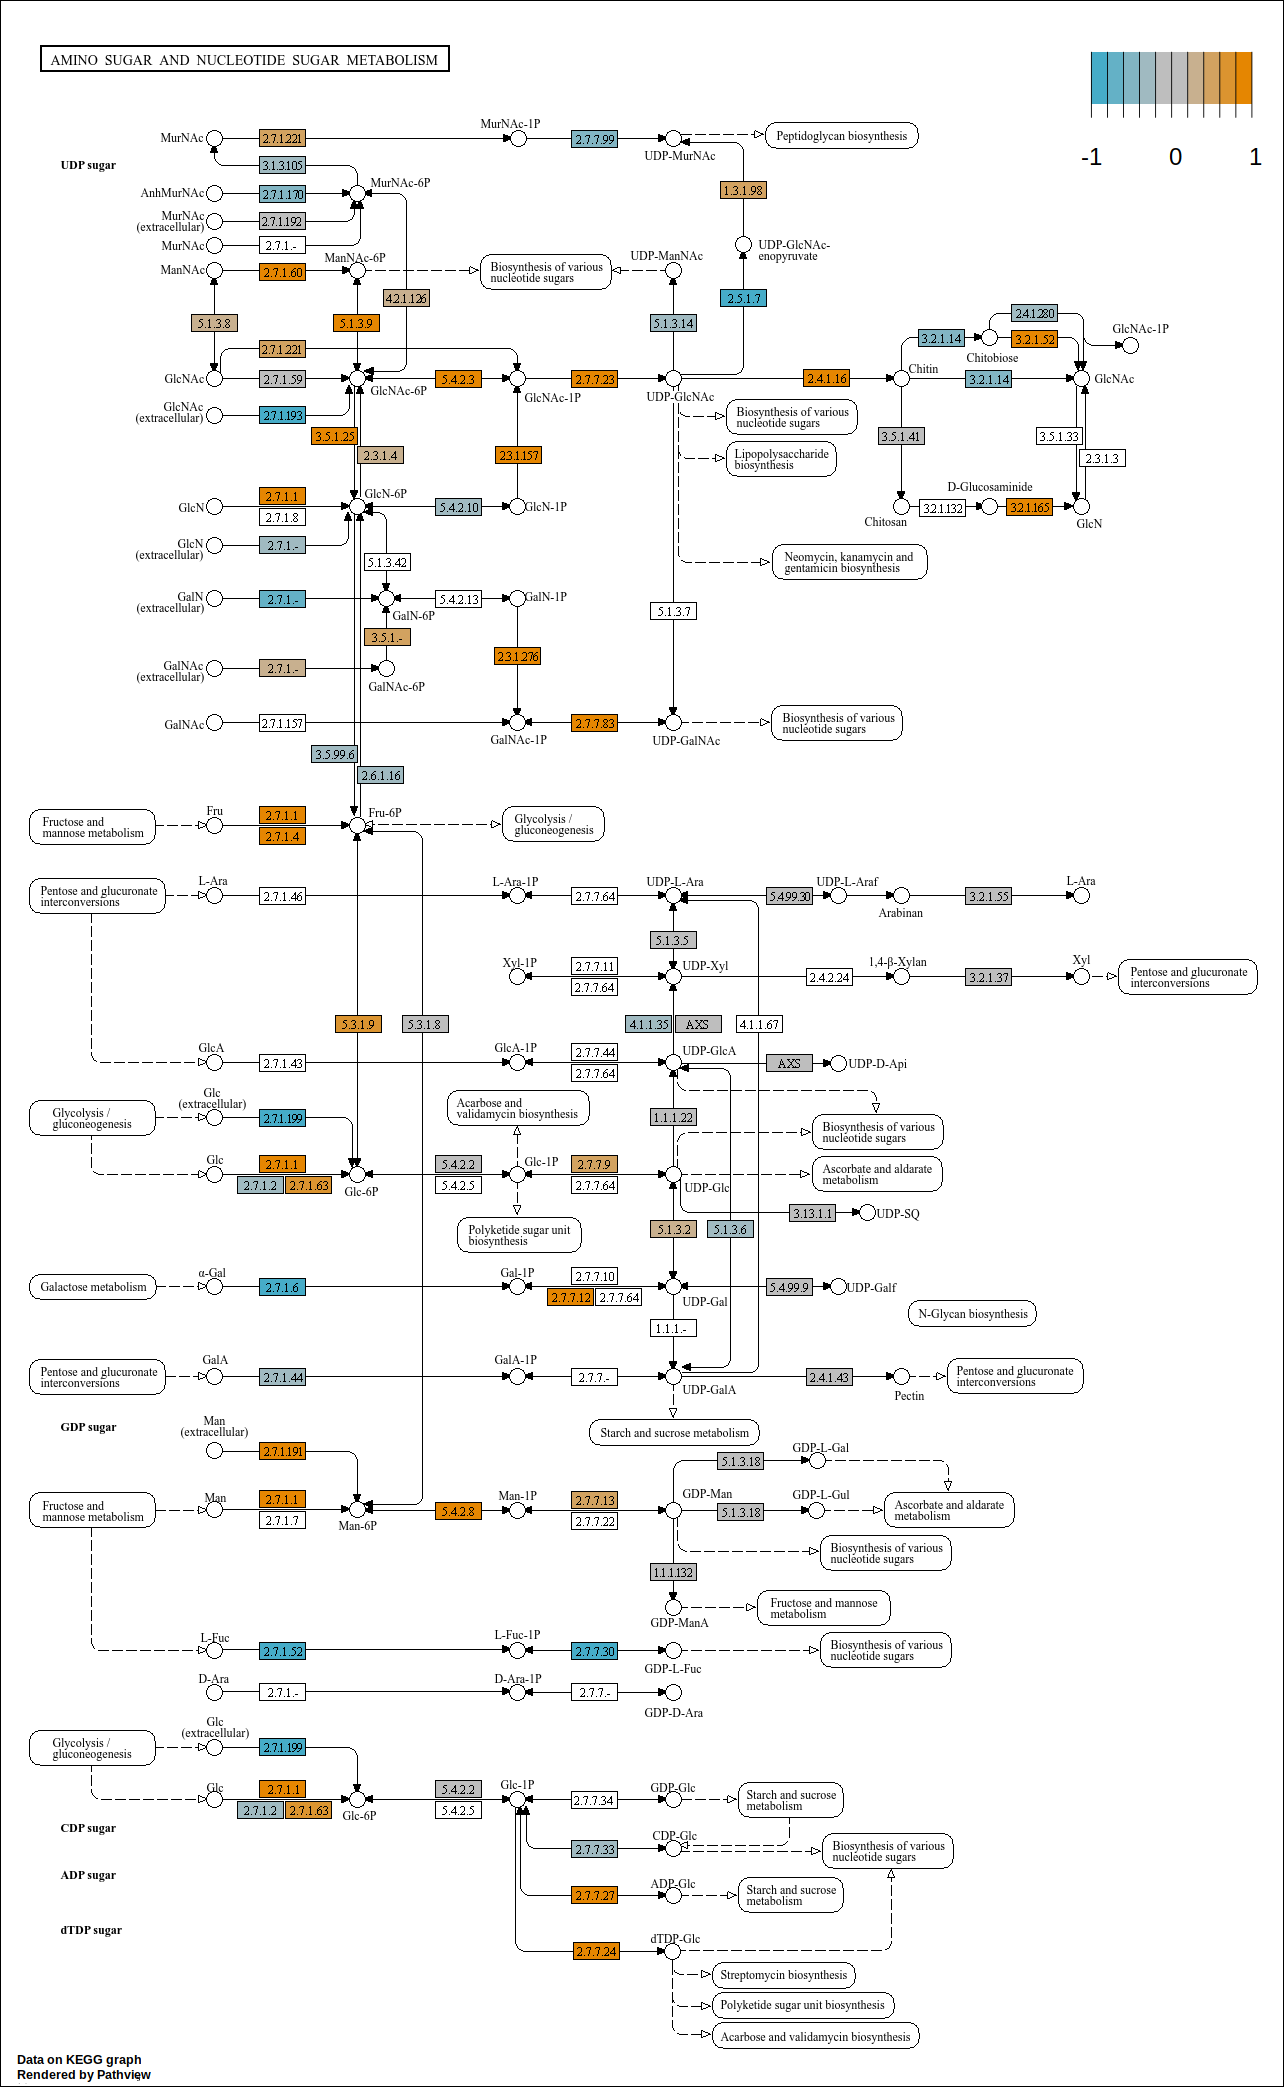 AMINO SUGAR AND NUCLEOTIDE SUGAR METABOLISM
-1 0 1
MurNAc 2.7.1.221 MurNAc-1P 2.7.7.99 UDP-MurNAc Peptidoglycan biosynthesis
UDP sugar
3.1.3.105
AnhMurNAc 2.7.1.170 MurNAc-6P 1.3.1.98
MurNAc
(extracellular) 2.7.1.192
MurNAc 2.7.1.-
UDP-GlcNAc-
enopyruvate
ManNAc 2.7.1.60 ManNAc-6P
Biosynthesis of various
nucleotide sugars
UDP-ManNAc
4.2.1.126 2.5.1.7
5.1.3.8 5.1.3.9 5.1.3.14
2.4.1.280
3.2.1.14 Chitobiose 3.2.1.52 GlcNAc-1P
2.7.1.221
GlcNAc 2.7.1.59 GlcNAc-6P 5.4.2.3 GlcNAc-1P 2.7.7.23 UDP-GlcNAc 2.4.1.16 Chitin 3.2.1.14 GlcNAc
GlcNAc
(extracellular) 2.7.1.193
Biosynthesis of various
nucleotide sugars
3.5.1.25 3.5.1.41 3.5.1.33
2.3.1.4 2.3.1.157 2.3.1.3
Lipopolysaccharide
biosynthesis
D-Glucosaminide
GlcN 2.7.1.1 GlcN-6P 5.4.2.10 GlcN-1P
2.7.1.8
Chitosan 3.2.1.132 3.2.1.165 GlcN
GlcN
(extracellular) 2.7.1.-
5.1.3.42
Neomycin, kanamycin and
gentamicin biosynthesis
GalN
(extracellular) 2.7.1.- GalN-6P 5.4.2.13 GalN-1P
5.1.3.7
3.5.1.-
2.3.1.276
GalNAc
(extracellular) 2.7.1.- GalNAc-6P
GalNAc 2.7.1.157 GalNAc-1P 2.7.7.83 UDP-GalNAc
Biosynthesis of various
nucleotide sugars
3.5.99.6
2.6.1.16
Fructose and
mannose metabolism
Fru 2.7.1.1 Fru-6P
2.7.1.4
Glycolysis /
gluconeogenesis
Pentose and glucuronate
interconversions
L-Ara 2.7.1.46 L-Ara-1P 2.7.7.64 UDP-L-Ara 5.4.99.30 UDP-L-Araf Arabinan 3.2.1.55 L-Ara
5.1.3.5
Xyl-1P 2.7.7.11 UDP-Xyl 2.4.2.24 1,4-β-Xylan 3.2.1.37 Xyl
2.7.7.64
Pentose and glucuronate
interconversions
5.3.1.9 5.3.1.8 4.1.1.35 AXS 4.1.1.67
GlcA 2.7.1.43 GlcA-1P 2.7.7.44 UDP-GlcA AXS UDP-D-Api
2.7.7.64
Glycolysis /
gluconeogenesis
Glc
(extracellular) 2.7.1.199
Acarbose and
validamycin biosynthesis
1.1.1.22
Biosynthesis of various
nucleotide sugars
Glc 2.7.1.1 Glc-6P 5.4.2.2 Glc-1P 2.7.7.9 UDP-Glc
2.7.1.2 2.7.1.63 5.4.2.5 2.7.7.64
Ascorbate and aldarate
metabolism
3.13.1.1 UDP-SQ
Polyketide sugar unit
biosynthesis
5.1.3.2 5.1.3.6
Galactose metabolism α-Gal 2.7.1.6 Gal-1P 2.7.7.10 UDP-Gal 5.4.99.9 UDP-Galf
2.7.7.12 2.7.7.64
N-Glycan biosynthesis
1.1.1.-
Pentose and glucuronate
interconversions
GalA 2.7.1.44 GalA-1P 2.7.7.- UDP-GalA 2.4.1.43 Pectin
Pentose and glucuronate
interconversions
GDP sugar
Starch and sucrose metabolism
Man
(extracellular) 2.7.1.191
5.1.3.18 GDP-L-Gal
Fructose and
mannose metabolism
Man 2.7.1.1 Man-6P 5.4.2.8 Man-1P 2.7.7.13 GDP-Man 5.1.3.18 GDP-L-Gul
2.7.1.7 2.7.7.22
Ascorbate and aldarate
metabolism
Biosynthesis of various
nucleotide sugars
1.1.1.132
GDP-ManA
Fructose and mannose
metabolism
L-Fuc 2.7.1.52 L-Fuc-1P 2.7.7.30 GDP-L-Fuc
Biosynthesis of various
nucleotide sugars
D-Ara 2.7.1.- D-Ara-1P 2.7.7.- GDP-D-Ara
Glycolysis /
gluconeogenesis
Glc
(extracellular) 2.7.1.199
Glc 2.7.1.1 Glc-6P 5.4.2.2 Glc-1P 2.7.7.34 GDP-Glc
2.7.1.2 2.7.1.63 5.4.2.5
Starch and sucrose
metabolism
CDP sugar
2.7.7.33 CDP-Glc
Biosynthesis of various
nucleotide sugars
ADP sugar
2.7.7.27 ADP-Glc
Starch and sucrose
metabolism
dTDP sugar
2.7.7.24 dTDP-Glc
Streptomycin biosynthesis
Polyketide sugar unit biosynthesis
Acarbose and validamycin biosynthesis
Data on KEGG graph
Rendered by Pathview